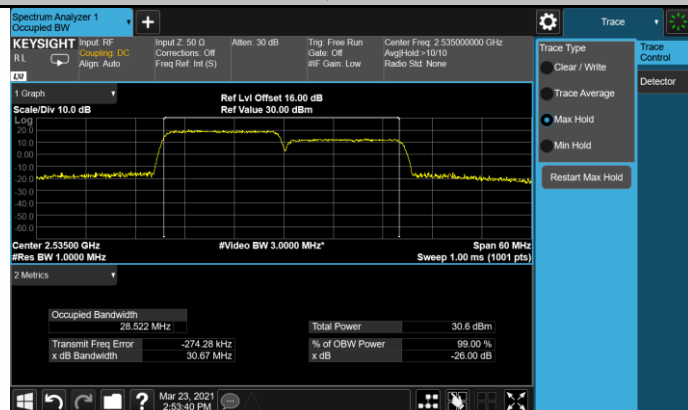 Spectrum Analyzer 1
Occupied BW
Trace
KEYSIGHT
Input: RF
Coupling: DC
Align: Auto
Input Z: 50 Ω
Corrections: Off
Freq Ref: Int (S)
Atten: 30 dB
Trig: Free Run
Gate: Off
#IF Gain: Low
Center Freq: 2.535000000 GHz
Avg|Hold:>10/10
Radio Std: None
R L
LXI
Trace Type
Clear / Write
Trace Average
Max Hold
Min Hold
Restart Max Hold
Trace
Control
Detector
1 Graph
Scale/Div 10.0 dB
Ref Lvl Offset 16.00 dB
Ref Value 30.00 dBm
Log
20.0
10.0
0.00
-10.0
-20.0
-30.0
-40.0
-50.0
-60.0
Center 2.53500 GHz
#Res BW 1.0000 MHz
#Video BW 3.0000 MHz*
Span 60 MHz
Sweep 1.00 ms (1001 pts)
2 Metrics
Occupied Bandwidth
28.522 MHz
Total Power 30.6 dBm
Transmit Freq Error -274.28 kHz
% of OBW Power 99.00 %
x dB Bandwidth 30.67 MHz
x dB -26.00 dB
Mar 23, 2021
2:53:40 PM